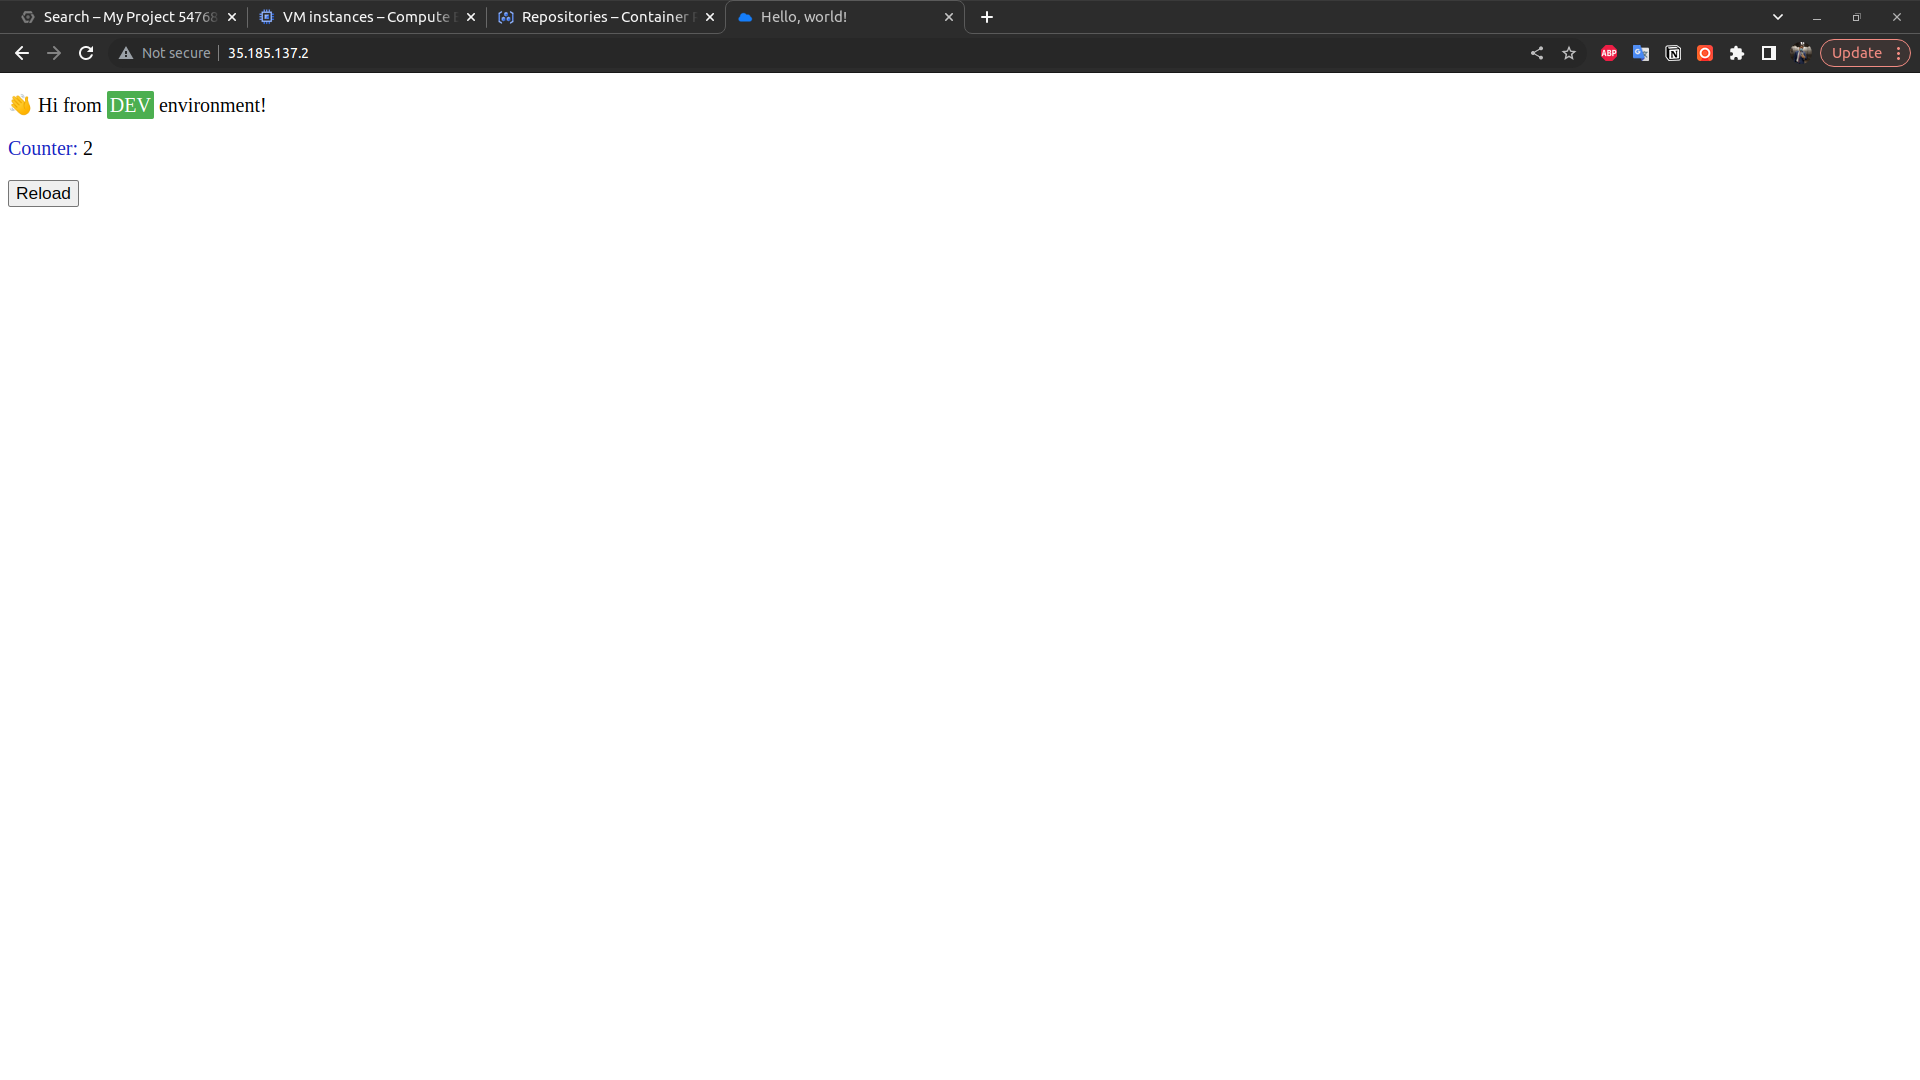 Search – My Project 54768
VM instances – Compute E
Repositories – Container R
Hello, world!
Not secure
35.185.137.2
ABP
Update
👋 Hi from DEV environment!
Counter: 2
Reload